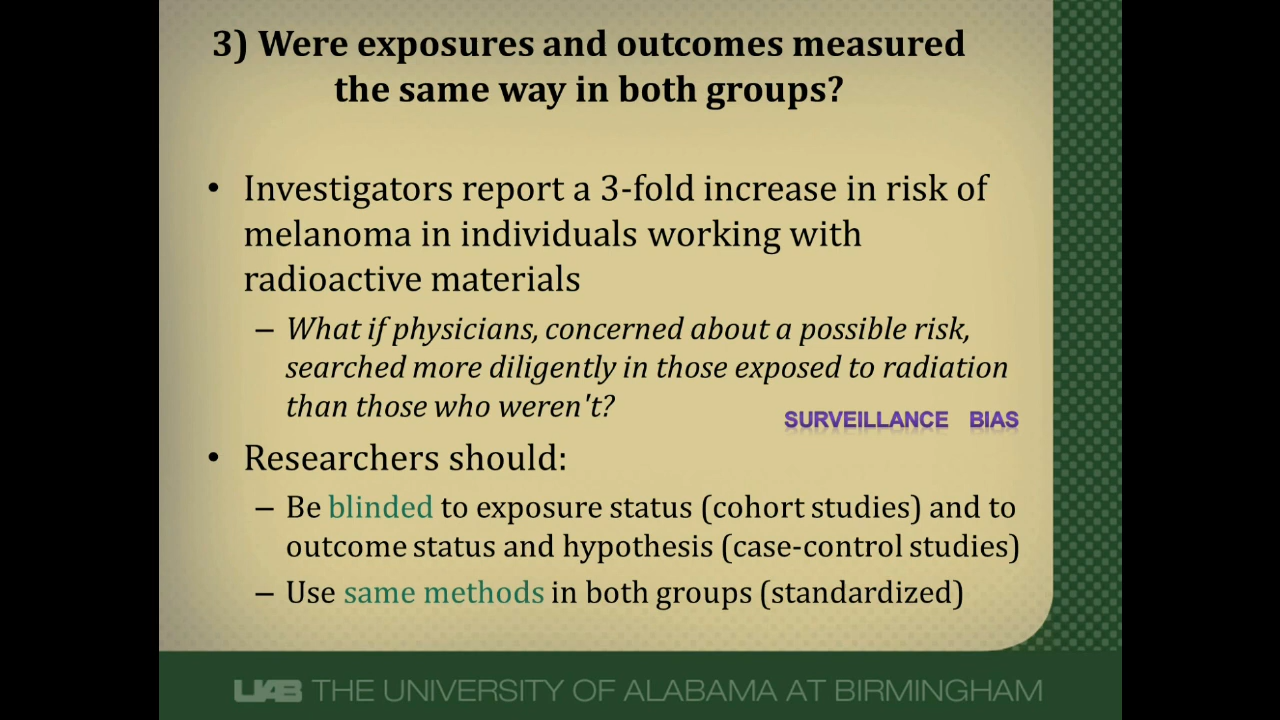 3) Were exposures and outcomes measured
the same way in both groups?
• Investigators report a 3-fold increase in risk of
melanoma in individuals working with
radioactive materials
– What if physicians, concerned about a possible risk,
searched more diligently in those exposed to radiation
than those who weren't?
SURVEILLANCE BIAS
• Researchers should:
– Be blinded to exposure status (cohort studies) and to
outcome status and hypothesis (case-control studies)
– Use same methods in both groups (standardized)
UAB THE UNIVERSITY OF ALABAMA AT BIRMINGHAM